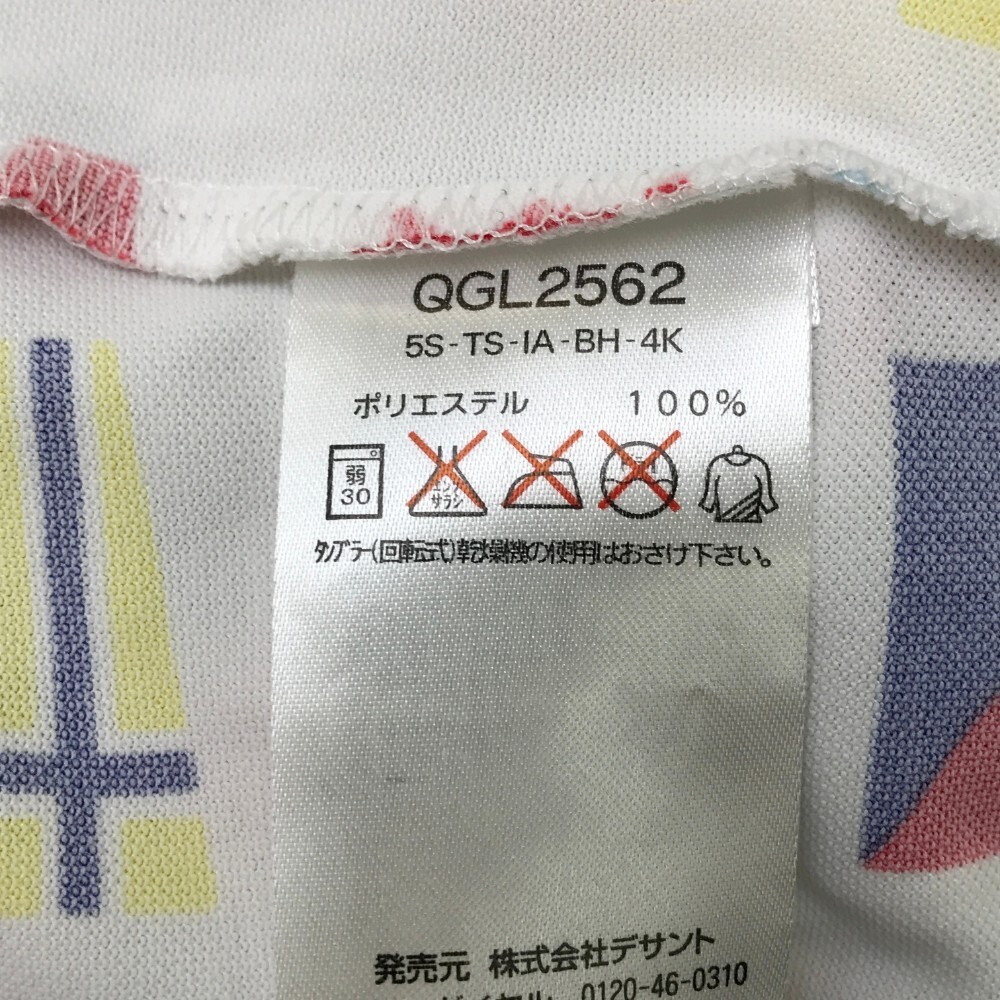 QGL2562
5S-TS-IA-BH-4K
ポリエステル 100%
弱
30
エンソ
サラシ
タンブラー(回転式)乾燥機の使用はおさけ下さい。
発売元 株式会社デサント
0120-46-0310